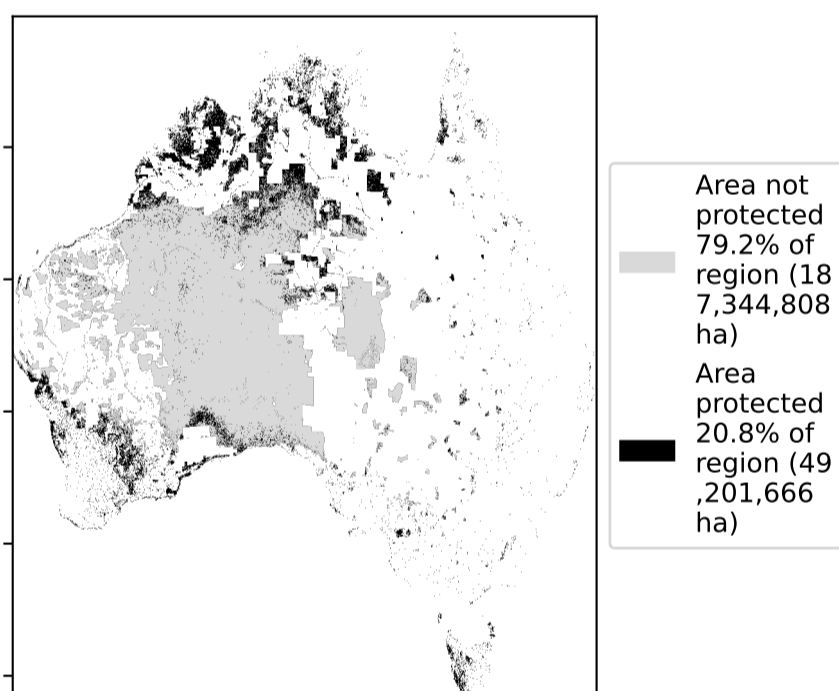 Area not
protected
79.2% of
region (18
7,344,808
ha)
Area
protected
20.8% of
region (49
,201,666
ha)